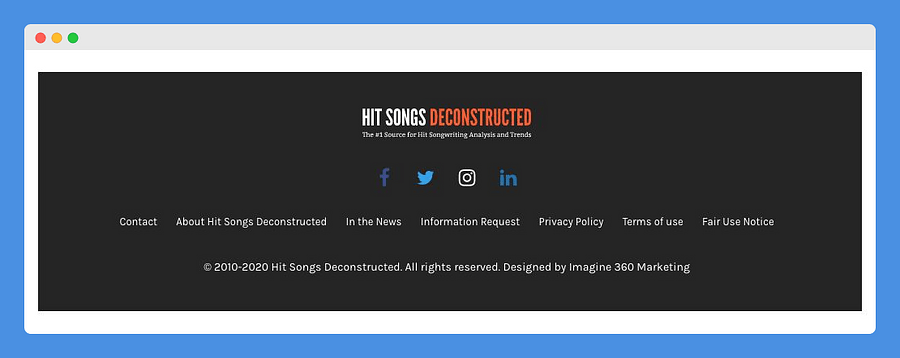 HIT SONGS DECONSTRUCTED
The #1 Source for Hit Songwriting Analysis and Trends
Contact About Hit Songs Deconstructed In the News Information Request Privacy Policy Terms of use Fair Use Notice
© 2010-2020 Hit Songs Deconstructed. All rights reserved. Designed by Imagine 360 Marketing